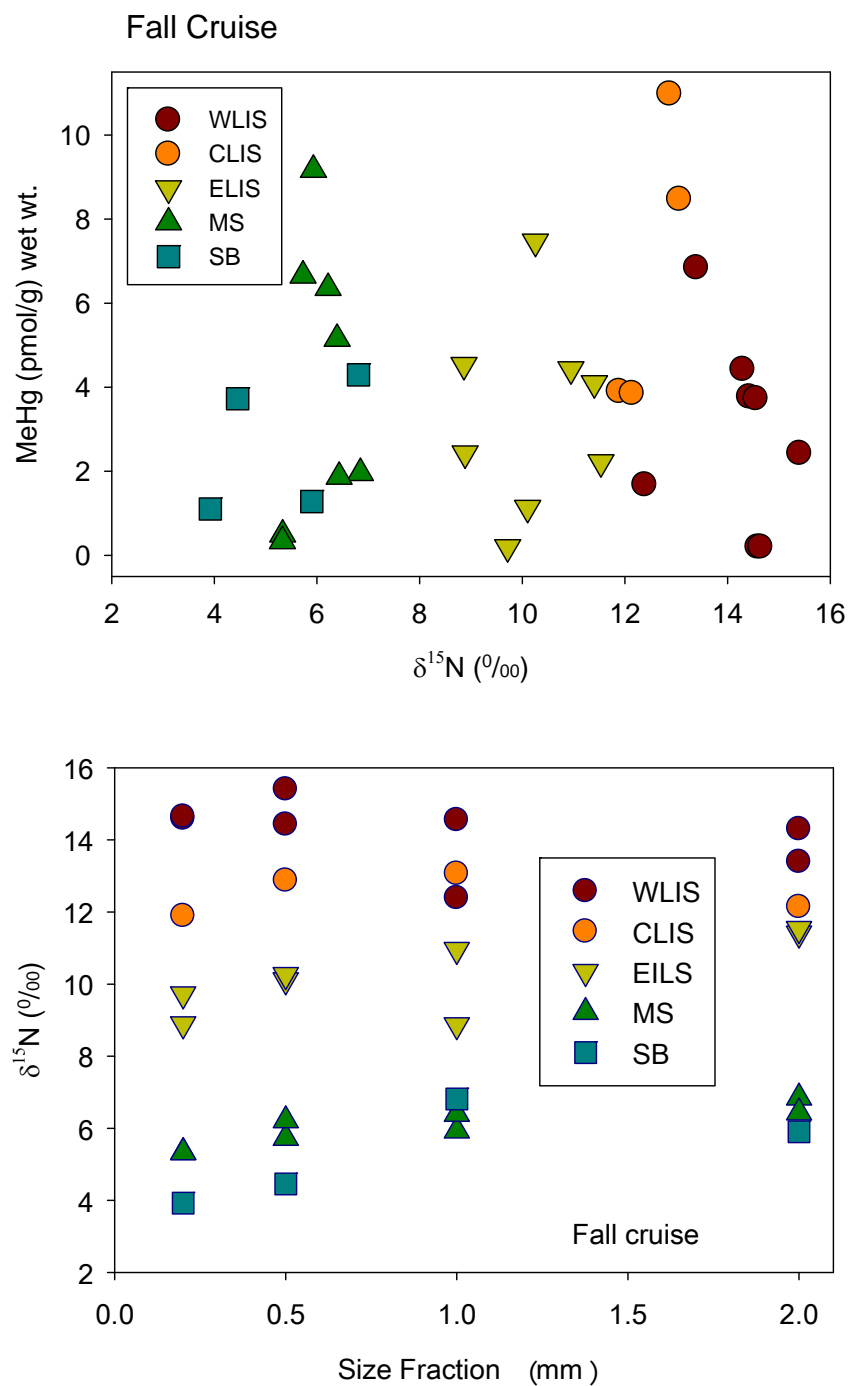 Fall Cruise
MeHg (pmol/g) wet wt.
10
8
6
4
2
0
WLIS
CLIS
ELIS
MS
SB
2 4 6 8 10 12 14 16
δ¹⁵N (⁰/₀₀)
δ¹⁵N (⁰/₀₀)
16
14
12
10
8
6
4
2
WLIS
CLIS
EILS
MS
SB
Fall cruise
0.0 0.5 1.0 1.5 2.0
Size Fraction (mm )